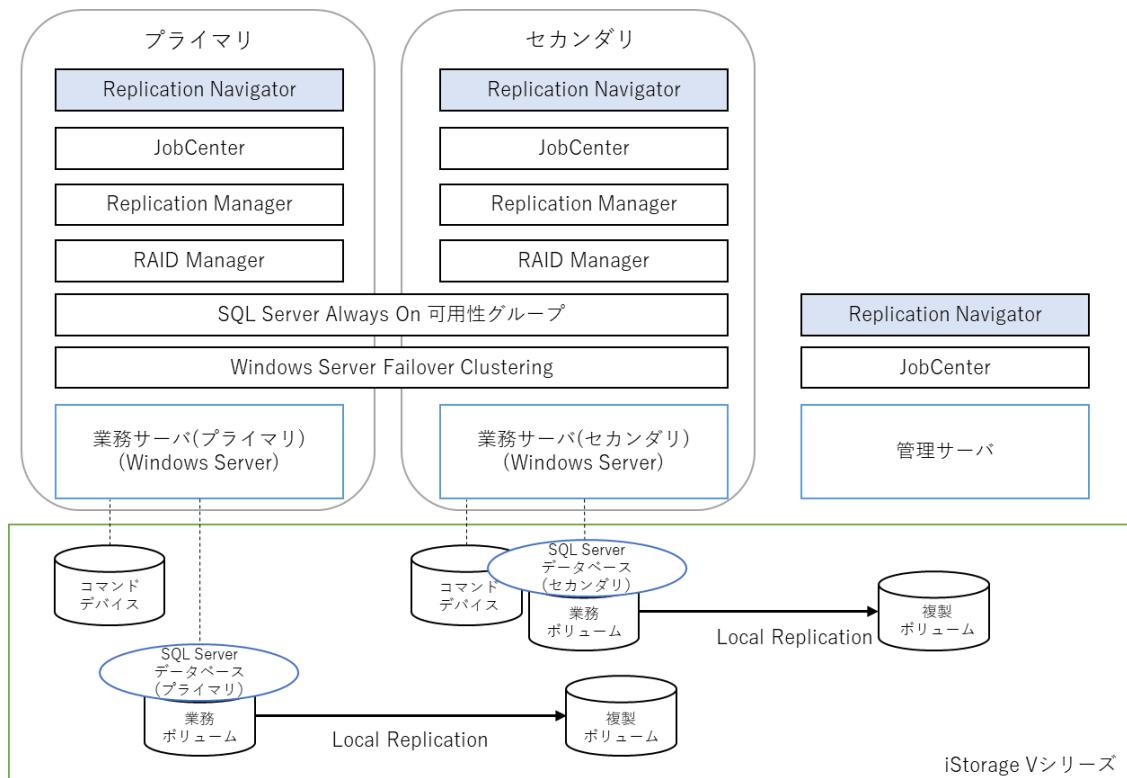 プライマリ
セカンダリ
Replication Navigator
Replication Navigator
JobCenter
JobCenter
Replication Manager
Replication Manager
RAID Manager
RAID Manager
SQL Server Always On 可用性グループ
Replication Navigator
Windows Server Failover Clustering
JobCenter
業務サーバ(プライマリ)
(Windows Server)
業務サーバ(セカンダリ)
(Windows Server)
管理サーバ
コマンド
デバイス
コマンド
デバイス
SQL Server
データベース
(セカンダリ)
業務
ボリューム
Local Replication
複製
ボリューム
SQL Server
データベース
(プライマリ)
業務
ボリューム
Local Replication
複製
ボリューム
iStorage Vシリーズ